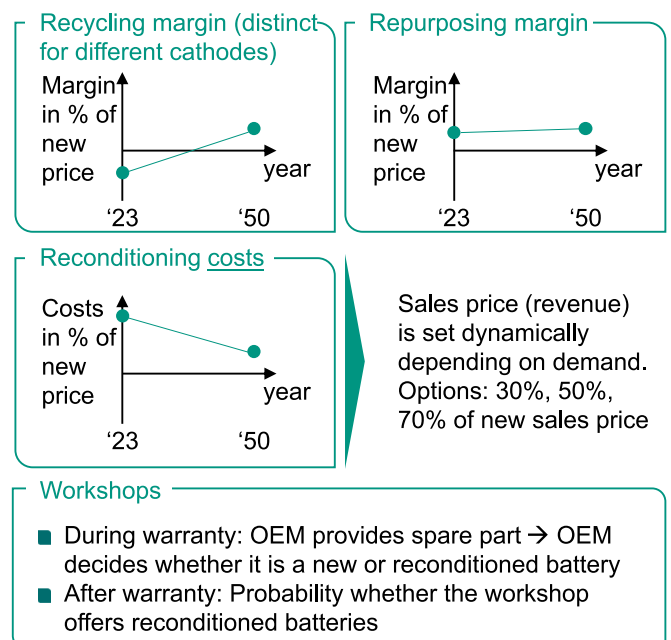 Recycling margin (distinct
for different cathodes)
Margin
in % of
new
price
year
‘23
‘50
Repurposing margin
Margin
in % of
new
price
year
‘23
‘50
Reconditioning costs
Costs
in % of
new
price
year
‘23
‘50
Sales price (revenue)
is set dynamically
depending on demand.
Options: 30%, 50%,
70% of new sales price
Workshops
During warranty: OEM provides spare part → OEM
decides whether it is a new or reconditioned battery
After warranty: Probability whether the workshop
offers reconditioned batteries